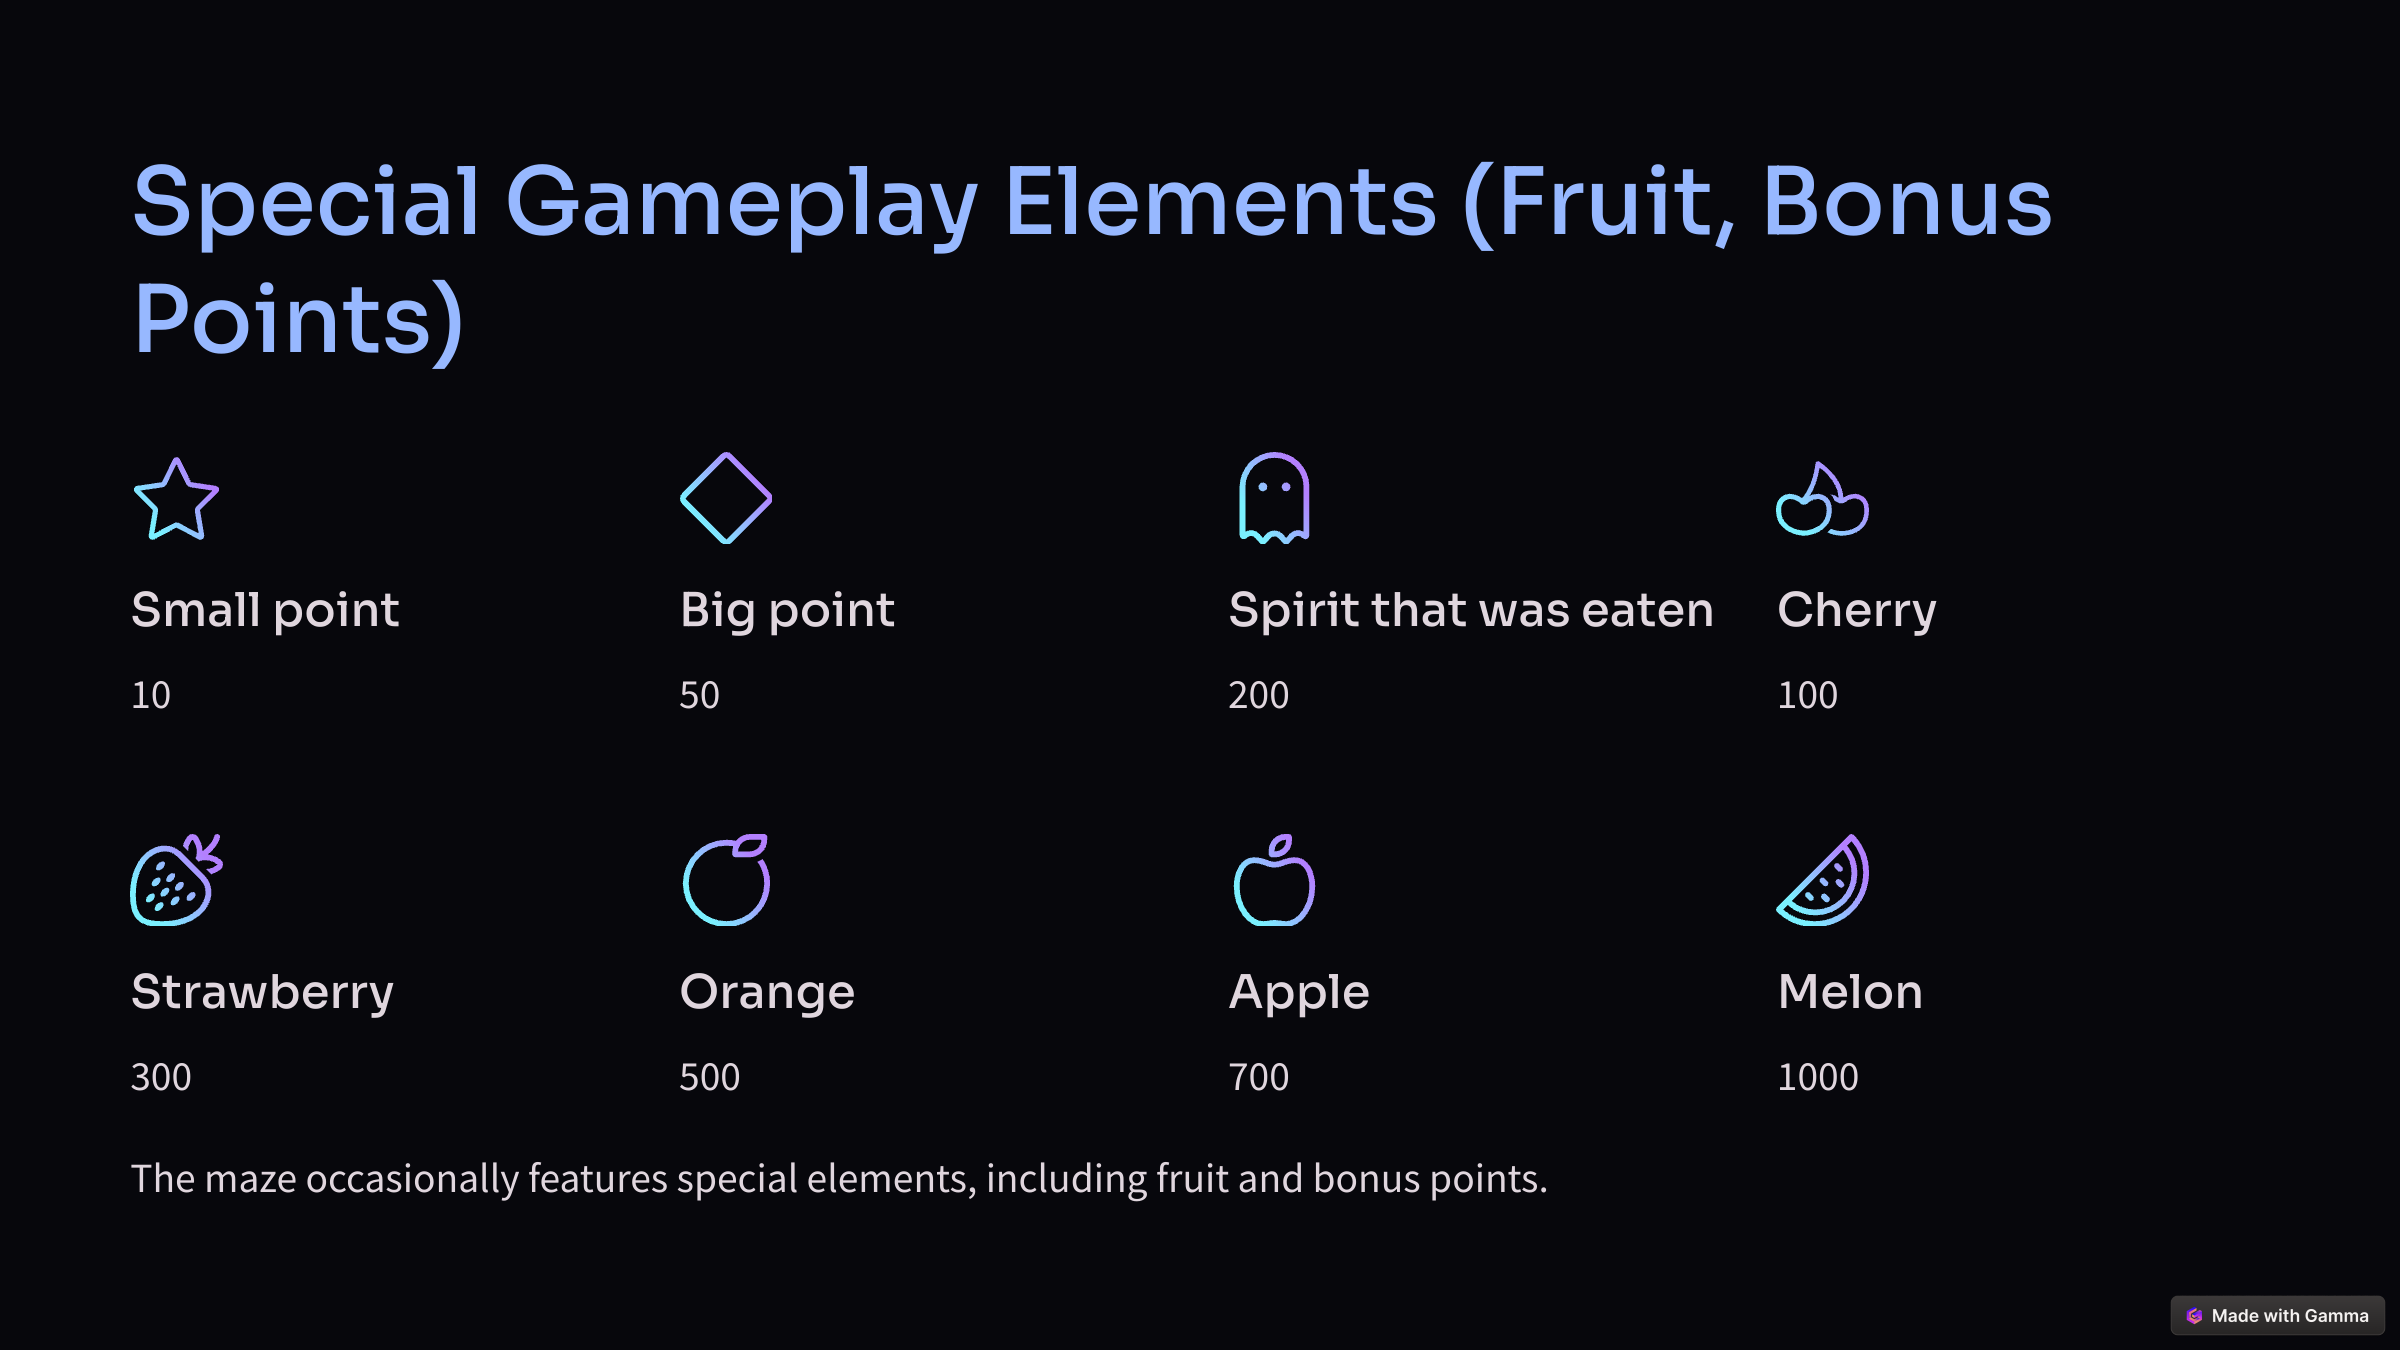 Special Gameplay Elements (Fruit, Bonus
Points)
Small point
10
Big point
50
Spirit that was eaten
200
Cherry
100
Strawberry
300
Orange
500
Apple
700
Melon
1000
The maze occasionally features special elements, including fruit and bonus points.
Made with Gamma